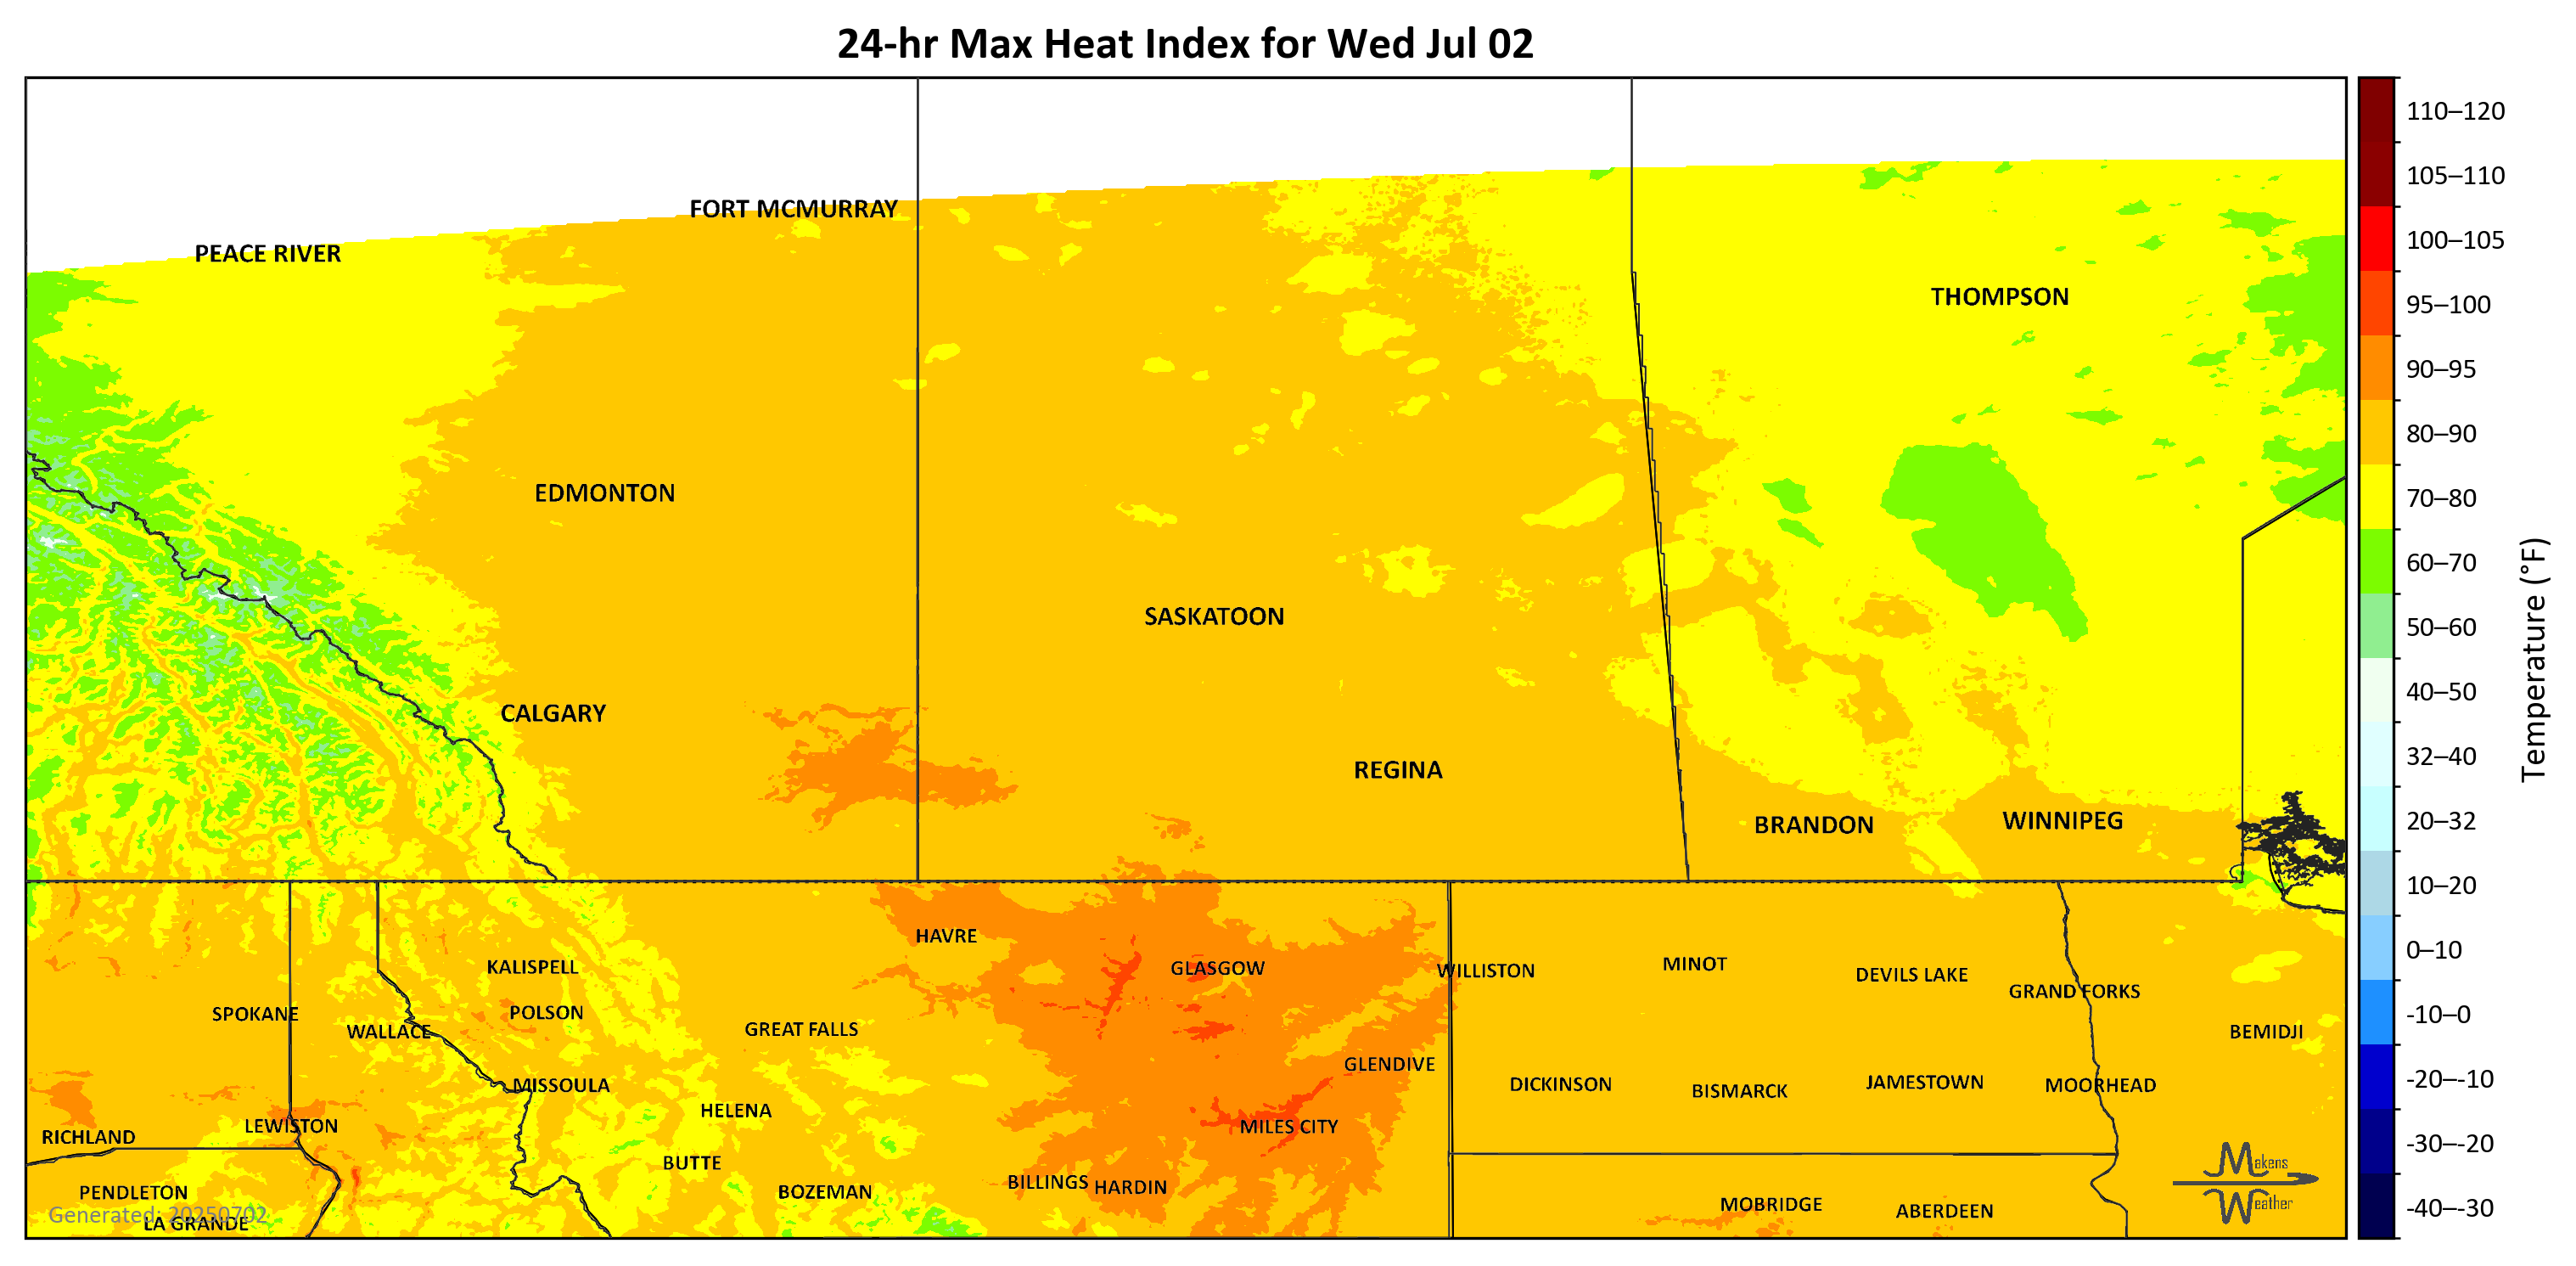 24-hr Max Heat Index for Wed Jul 02
FORT MCMURRAY
PEACE RIVER
THOMPSON
EDMONTON
SASKATOON
CALGARY
REGINA
BRANDON
WINNIPEG
HAVRE
KALISPELL
GLASGOW
WILLISTON
MINOT
DEVILS LAKE
GRAND FORKS
SPOKANE
POLSON
WALLACE
GREAT FALLS
BEMIDJI
GLENDIVE
MISSOULA
DICKINSON
BISMARCK
JAMESTOWN
MOORHEAD
HELENA
LEWISTON
MILES CITY
RICHLAND
BUTTE
BILLINGS
HARDIN
PENDLETON
BOZEMAN
MOBRIDGE
ABERDEEN
Generated: 20250702
LA GRANDE
Makens
Weather
110–120
105–110
100–105
95–100
90–95
80–90
70–80
60–70
50–60
40–50
32–40
20–32
10–20
0–10
-10–0
-20–-10
-30–-20
-40–-30
Temperature (°F)